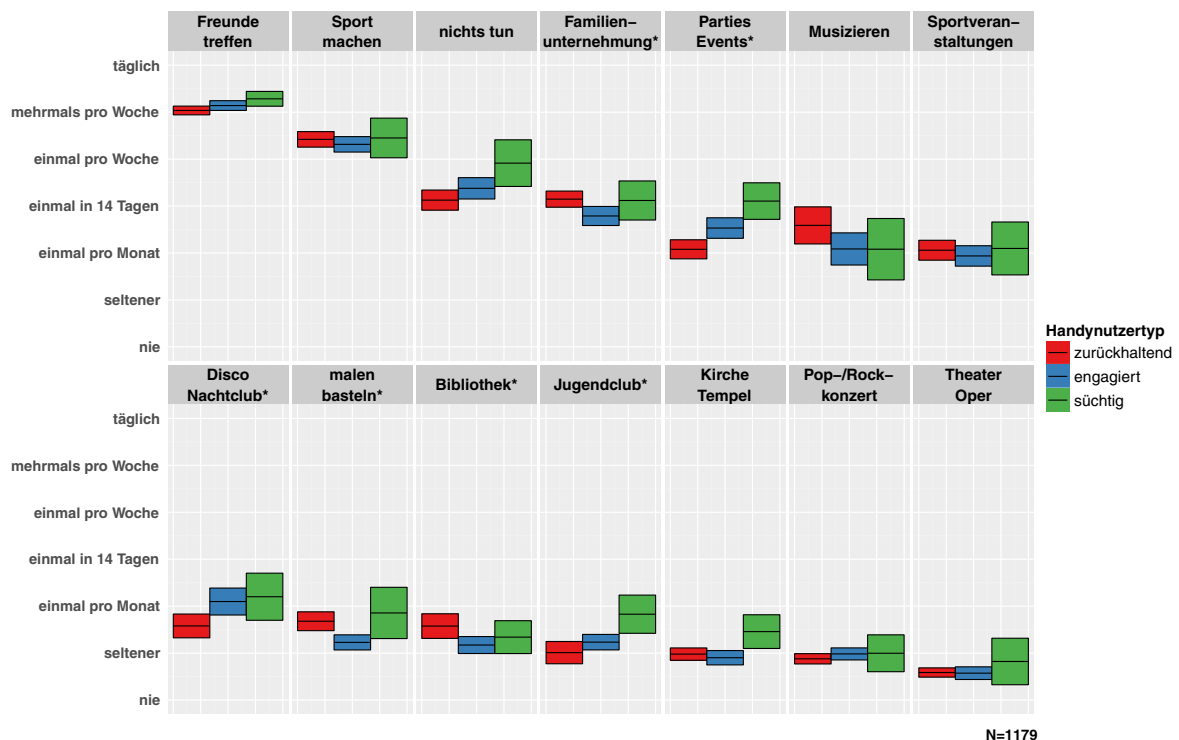 Freunde
treffen
Sport
machen
nichts tun
Familien–
unternehmung*
Parties
Events*
Musizieren
Sportveran–
staltungen
täglich
mehrmals pro Woche
einmal pro Woche
einmal in 14 Tagen
einmal pro Monat
seltener
nie
Handynutzertyp
zurückhaltend
engagiert
süchtig
Disco
Nachtclub*
malen
basteln*
Bibliothek*
Jugendclub*
Kirche
Tempel
Pop–/Rock–
konzert
Theater
Oper
täglich
mehrmals pro Woche
einmal pro Woche
einmal in 14 Tagen
einmal pro Monat
seltener
nie
N=1179